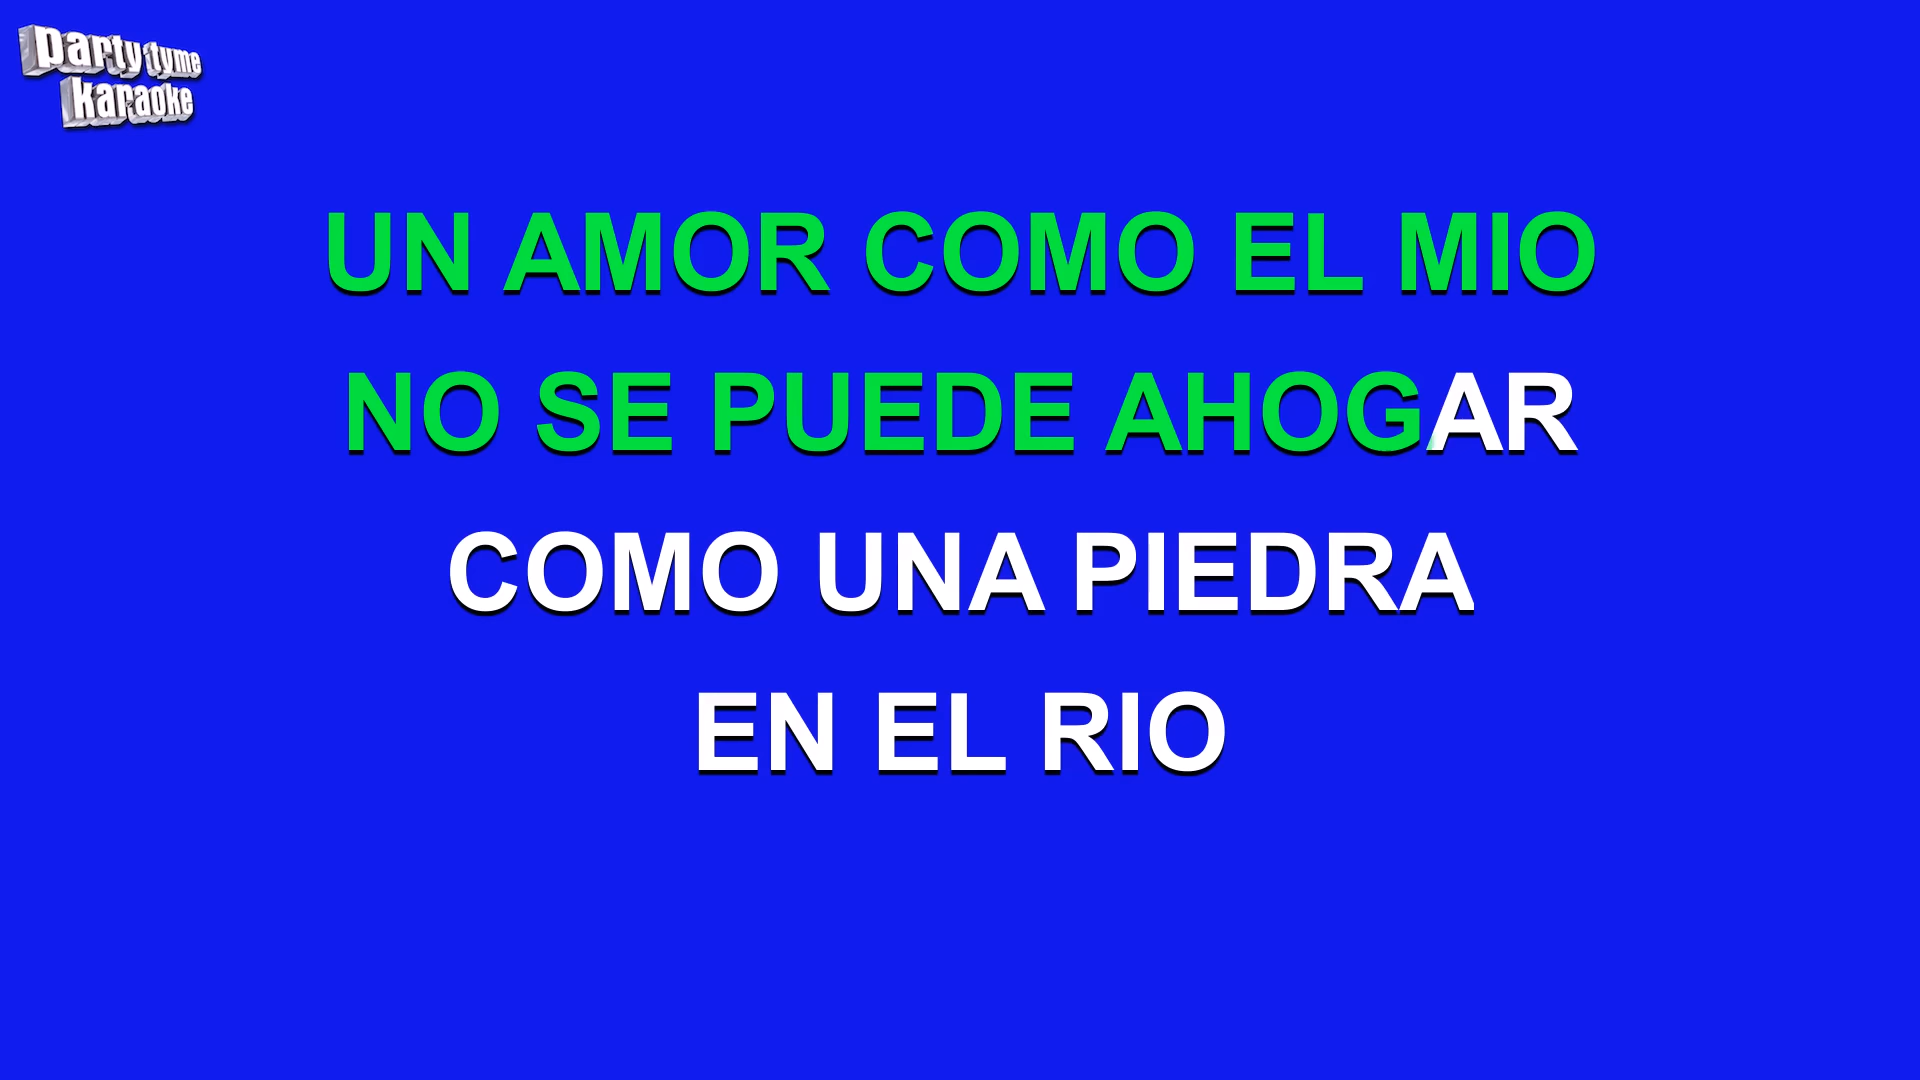 party tyme
karaoke
UN AMOR COMO EL MIO
NO SE PUEDE AHOGAR
COMO UNA PIEDRA
EN EL RIO